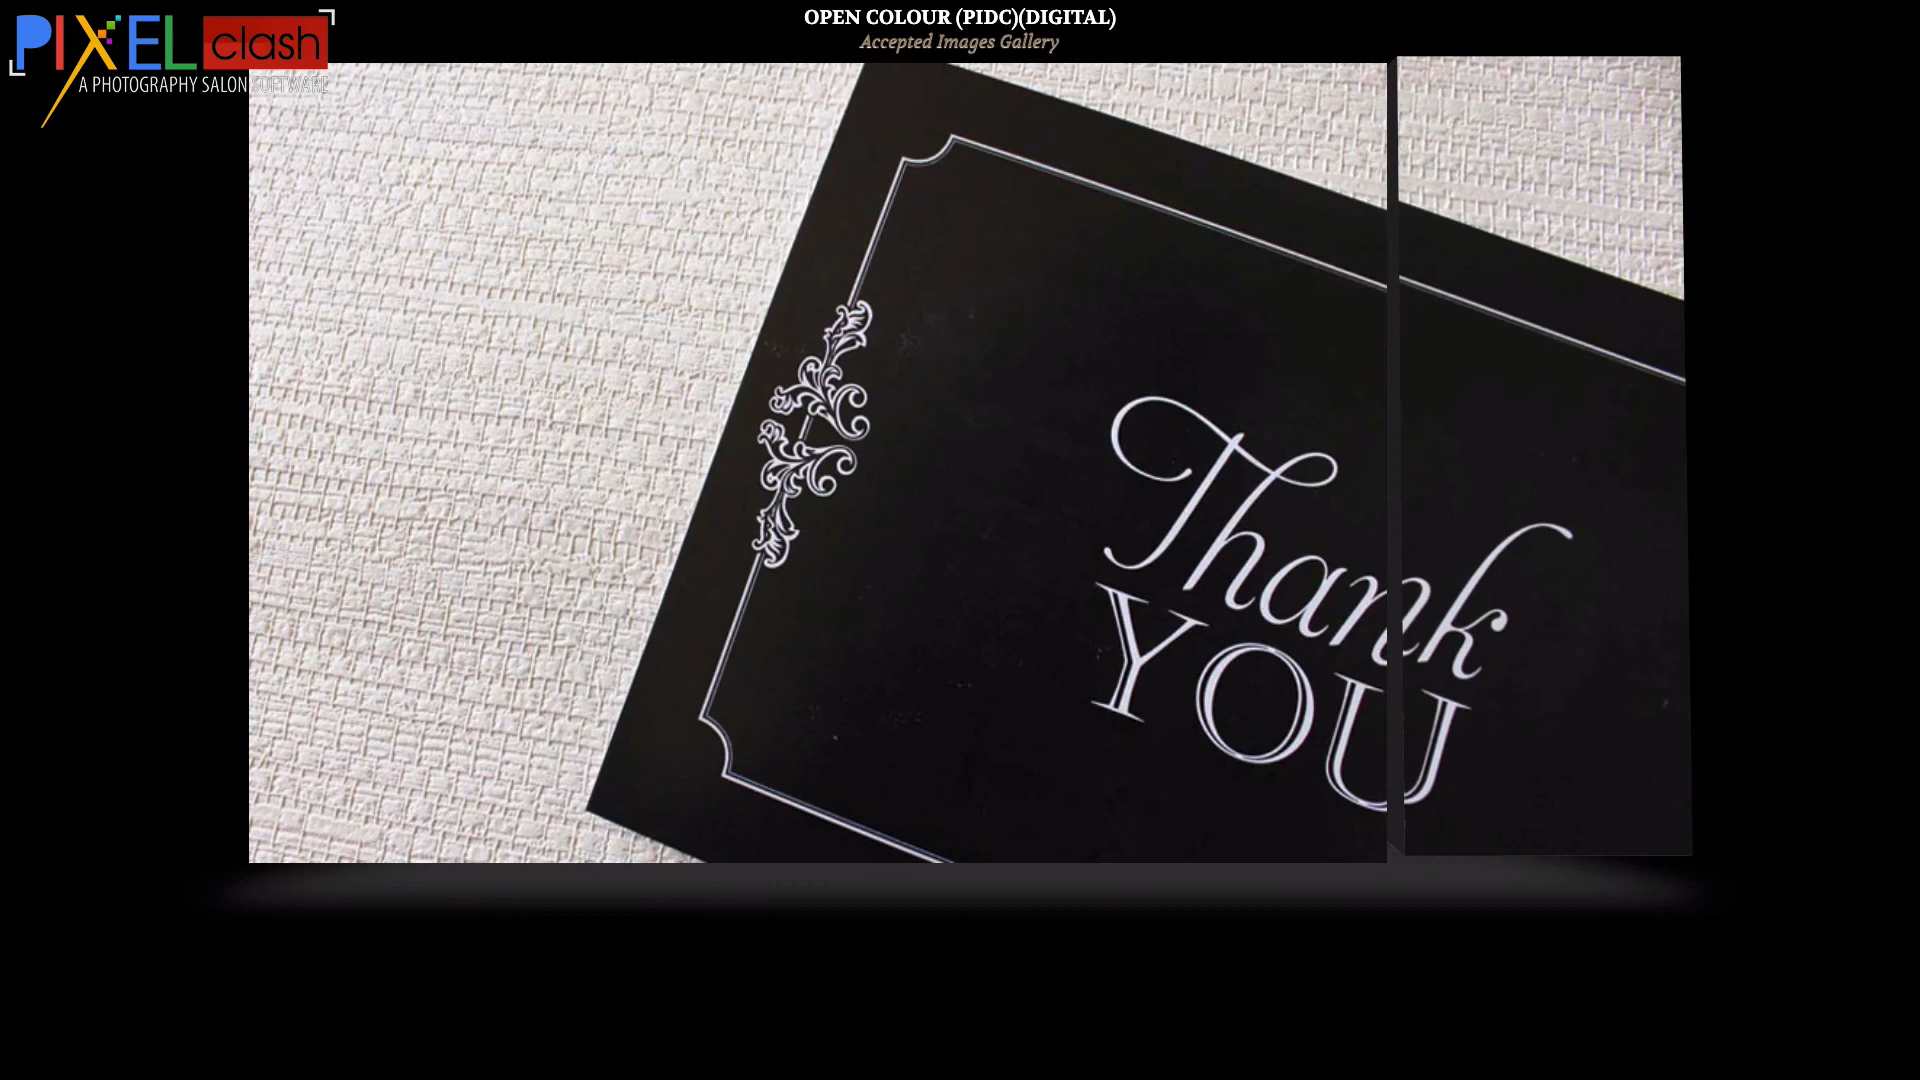 PIXEL clash
A PHOTOGRAPHY SALON SOFTWARE
OPEN COLOUR (PIDC)(DIGITAL)
Accepted Images Gallery
Thank
YOU